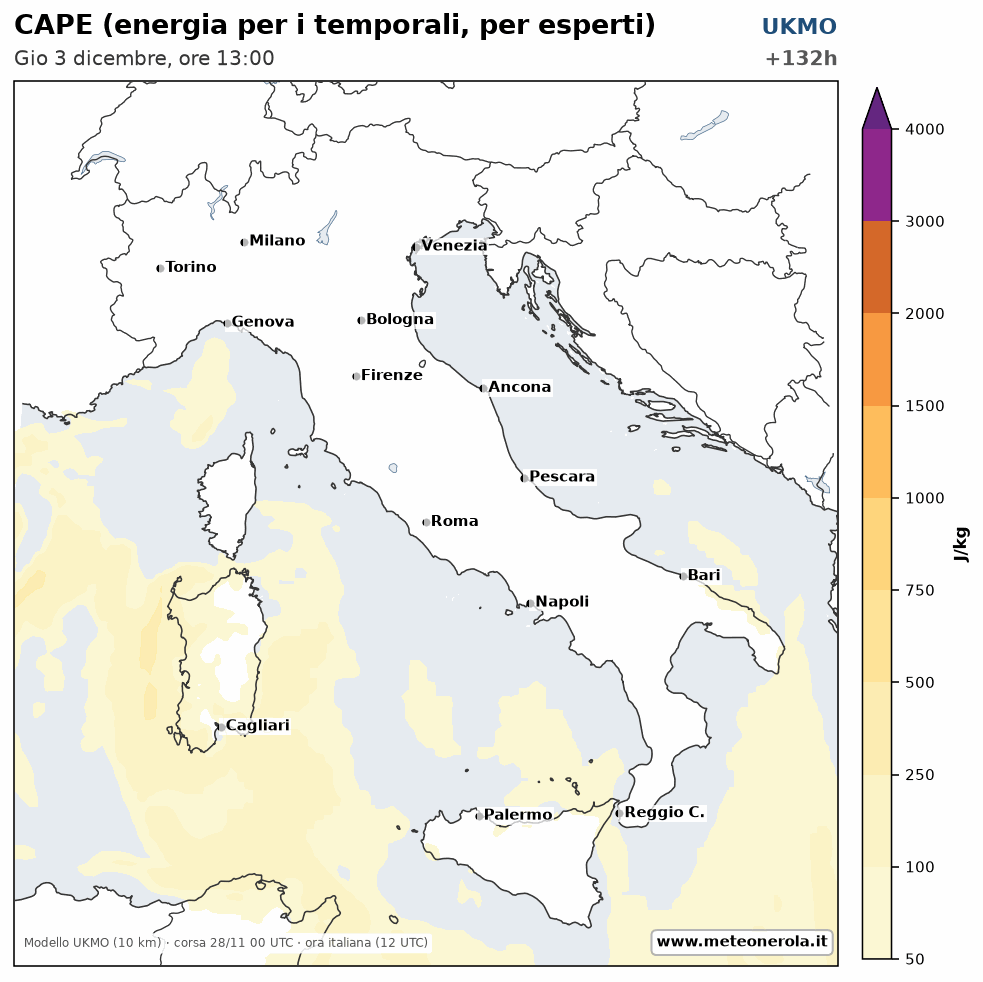 CAPE (energia per i temporali, per esperti)
UKMO
Gio 3 dicembre, ore 13:00
+132h
4000
3000
2000
1500
1000
750
500
250
100
50
J/kg
Milano
Venezia
Torino
Genova
Bologna
Firenze
Ancona
Pescara
Roma
Bari
Napoli
Cagliari
Palermo
Reggio C.
Modello UKMO (10 km) · corsa 28/11 00 UTC · ora italiana (12 UTC)
www.meteonerola.it